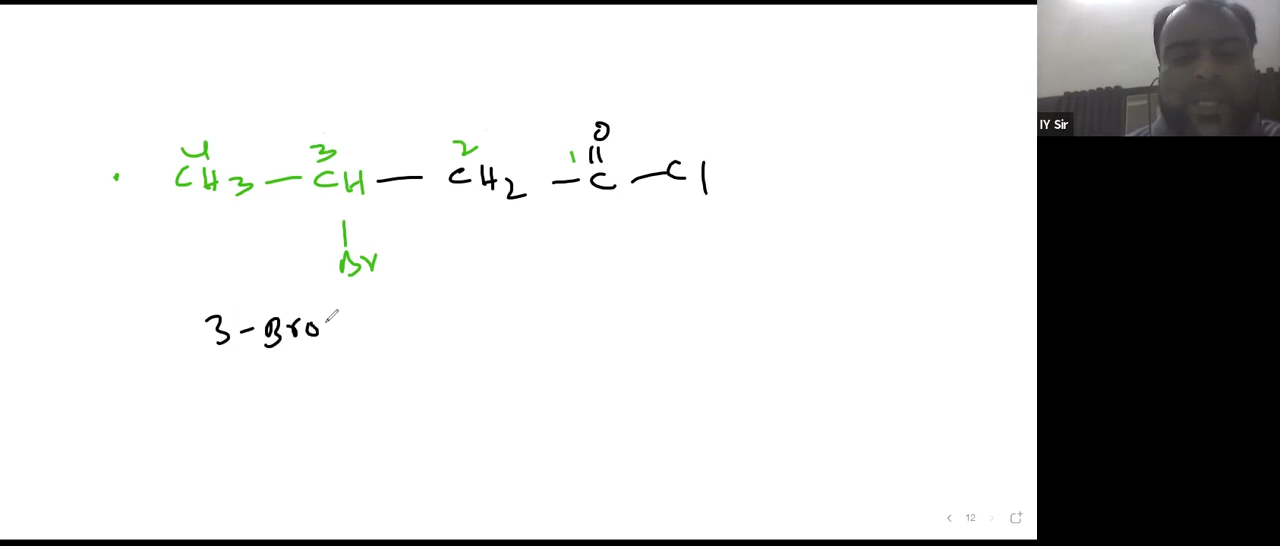 O
4 3 2 1 ||
. CH3 — CH — CH2 — C — Cl
|
Br
3-Bro
IY Sir
< 12 >